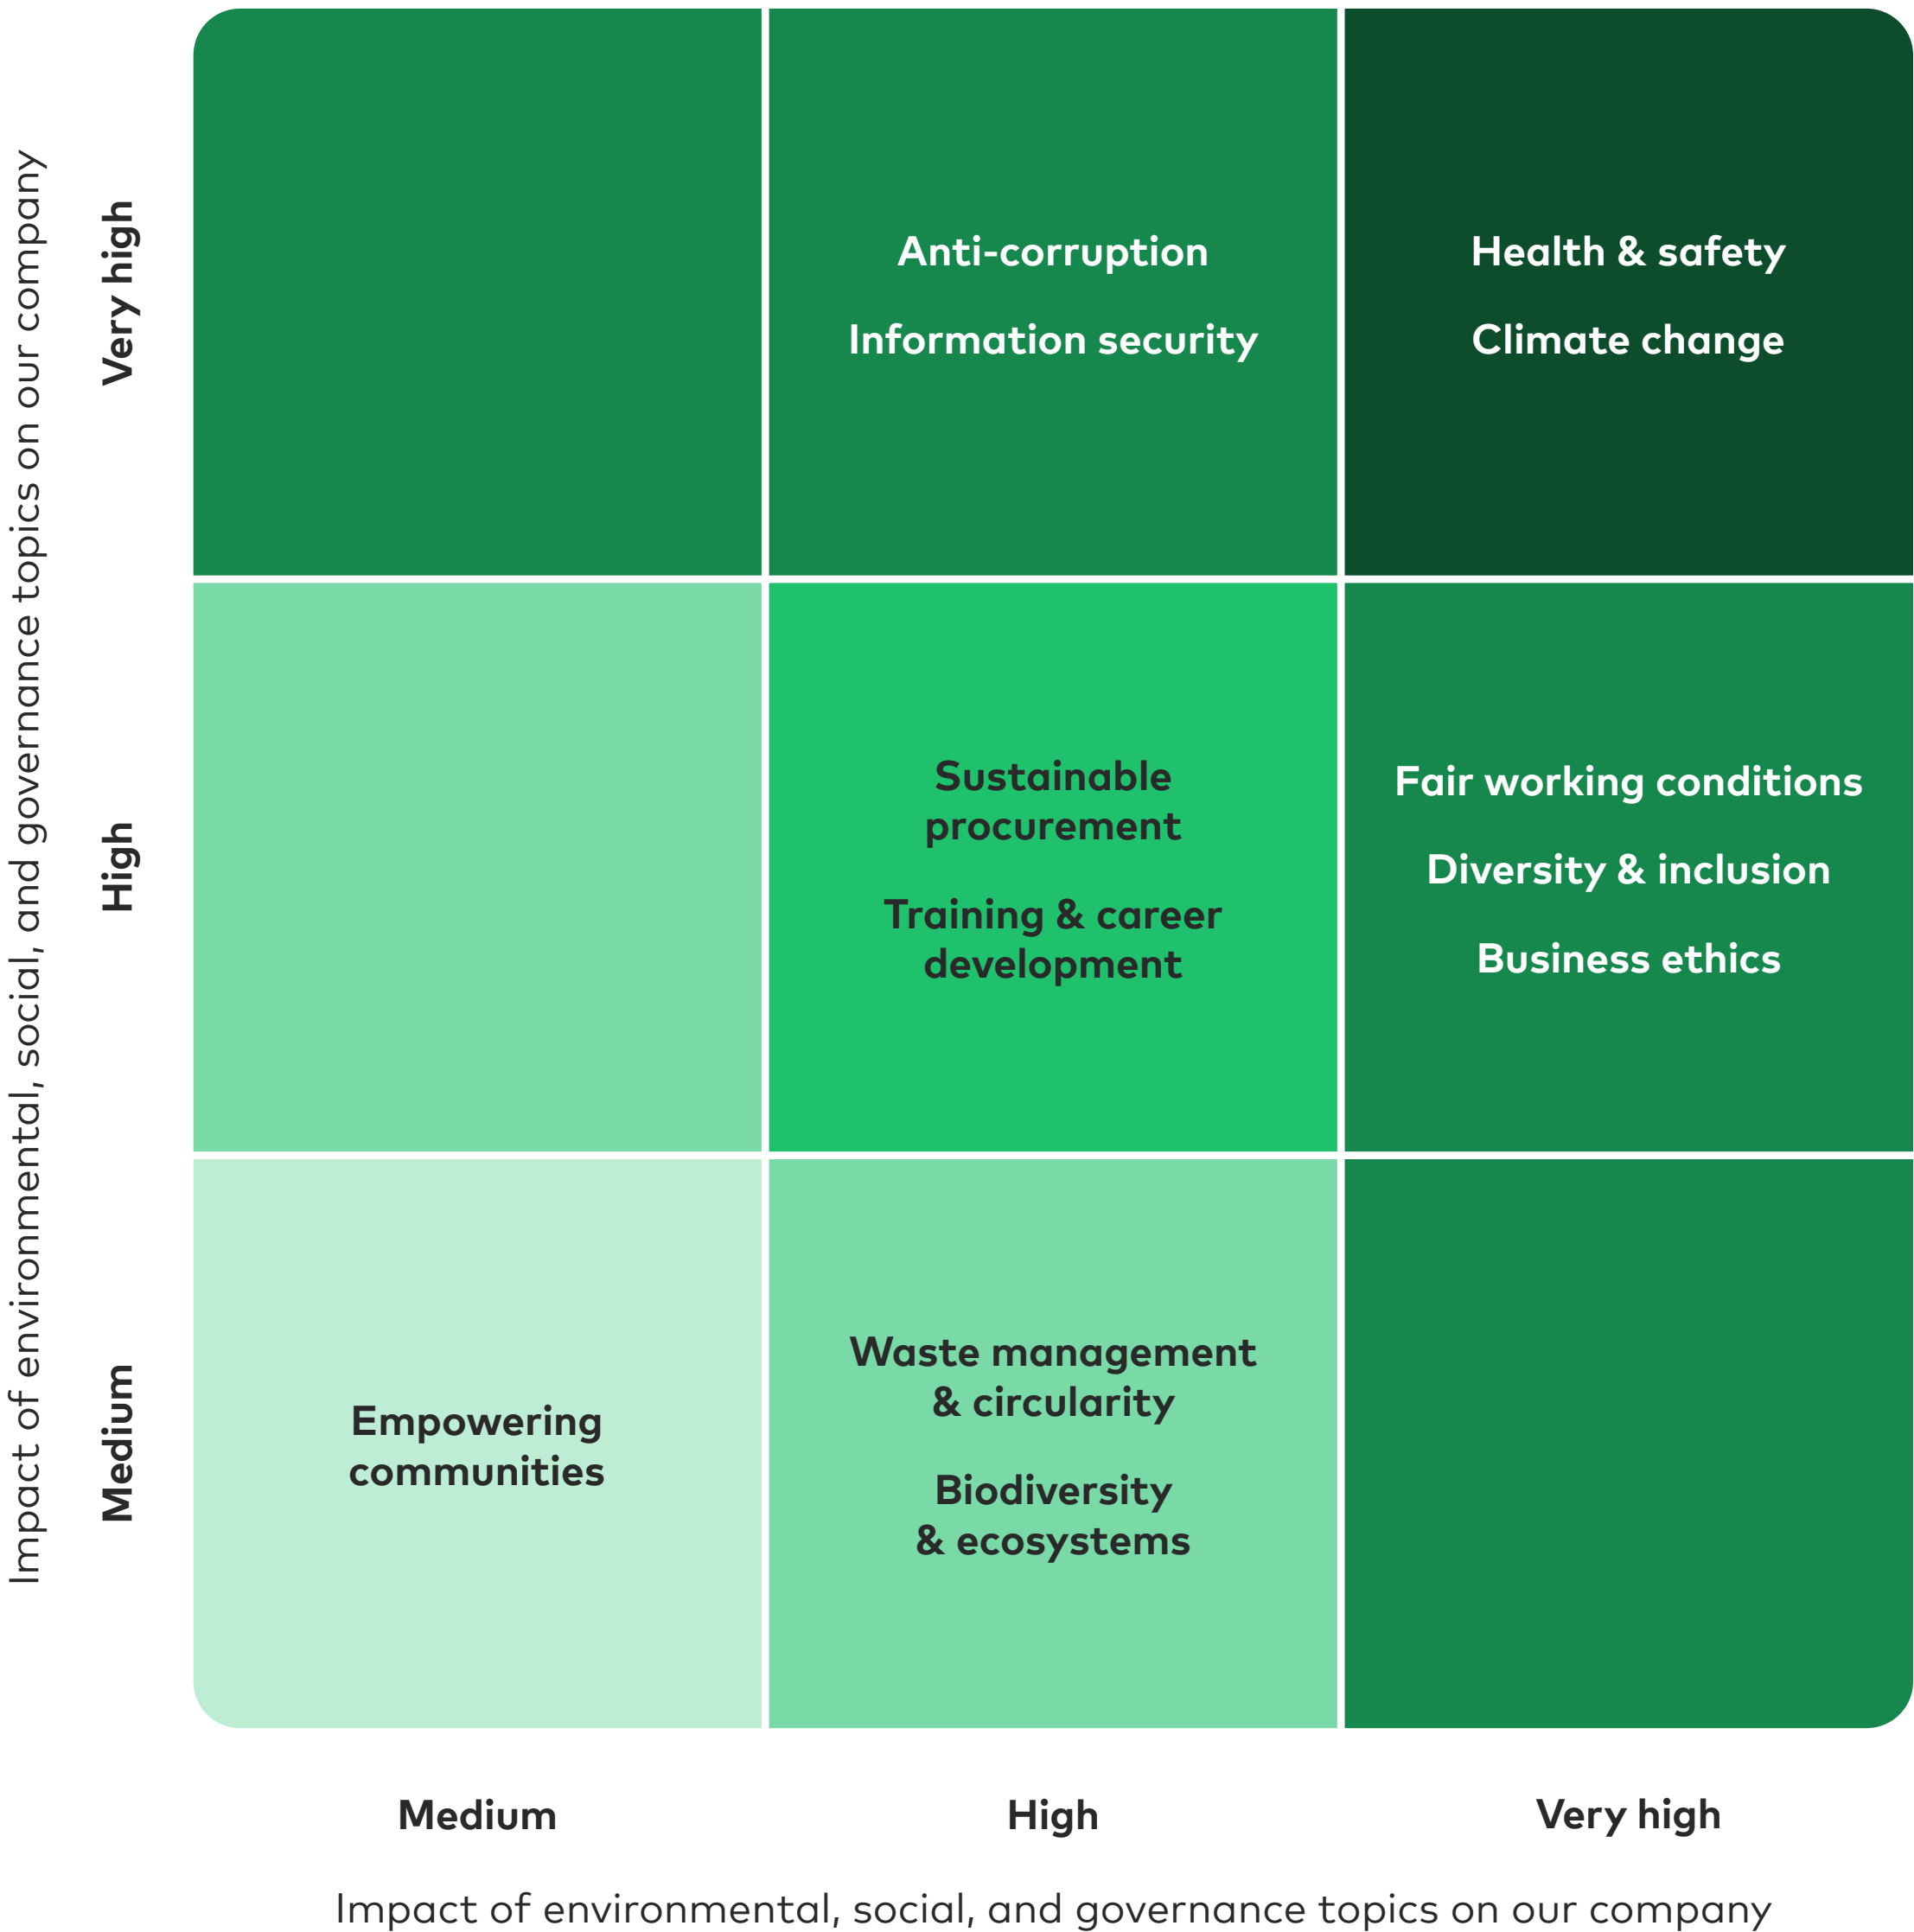 Impact of environmental, social, and governance topics on our company
Very high
Anti-corruption
Information security
Health & safety
Climate change
High
Sustainable
procurement
Training & career
development
Fair working conditions
Diversity & inclusion
Business ethics
Medium
Empowering
communities
Waste management
& circularity
Biodiversity
& ecosystems
Medium
High
Very high
Impact of environmental, social, and governance topics on our company